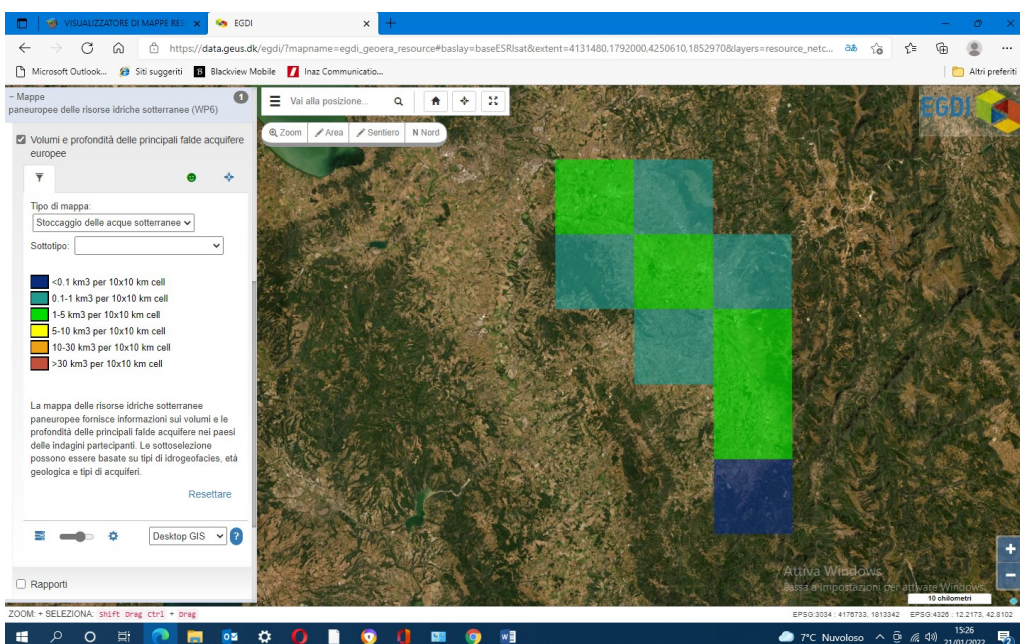 VISUALIZZATORE DI MAPPE RES
EGDI
https://data.geus.dk/egdi/?mapname=egdi_geoera_resource#baslay=baseESRIsat&extent=4131480,1792000,4250610,1852970&layers=resource_netc...
Microsoft Outlook...
Siti suggeriti
Blackview Mobile
Inaz Communicatio...
Altri preferiti
− Mappe
paneuropee delle risorse idriche sotterranee (WP6)
1
Vai alla posizione...
Zoom
Area
Sentiero
N Nord
EGDI
Volumi e profondità delle principali falde acquifere
europee
Tipo di mappa:
Stoccaggio delle acque sotterranee
Sottotipo:
<0.1 km3 per 10x10 km cell
0.1-1 km3 per 10x10 km cell
1-5 km3 per 10x10 km cell
5-10 km3 per 10x10 km cell
10-30 km3 per 10x10 km cell
>30 km3 per 10x10 km cell
La mappa delle risorse idriche sotterranee
paneuropee fornisce informazioni sui volumi e le
profondità delle principali falde acquifere nei paesi
delle indagini partecipanti. Le sottoselezione
possono essere basate su tipi di idrogeofacies, età
geologica e tipi di acquiferi.
Resettare
Desktop GIS
?
Rapporti
Attiva Windows
Passa a Impostazioni per attivare Windows.
10 chilometri
ZOOM: + SELEZIONA: Shift Drag Ctrl + Drag
EPSG:3034 : 4176733, 1813342
EPSG:4326 : 12.2173, 42.8102
7°C Nuvoloso
15:26
21/01/2022